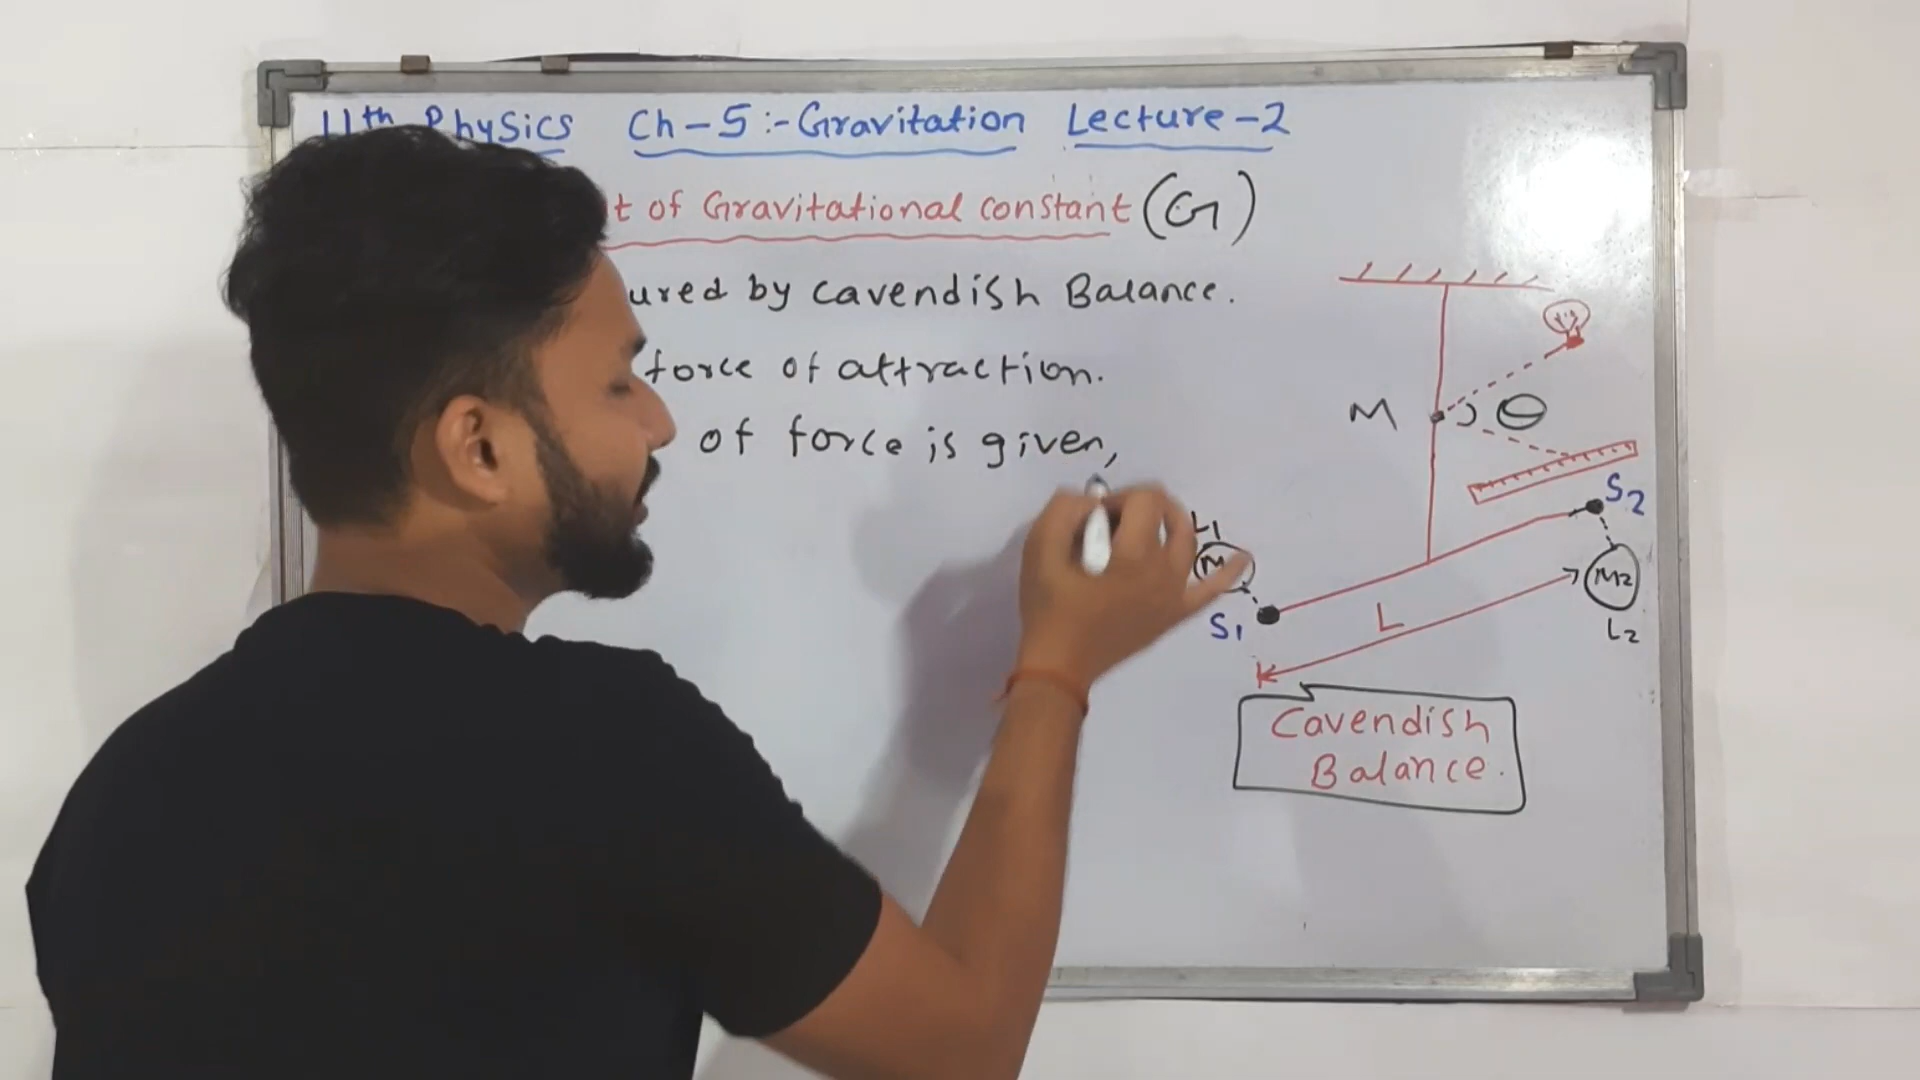 11th Physics Ch-5:-Gravitation Lecture-2
t of Gravitational constant (G)
ured by Cavendish Balance.
force of attraction.
of force is given,
M θ
S2
L1
M
M2
S1
L
L2
Cavendish
Balance.